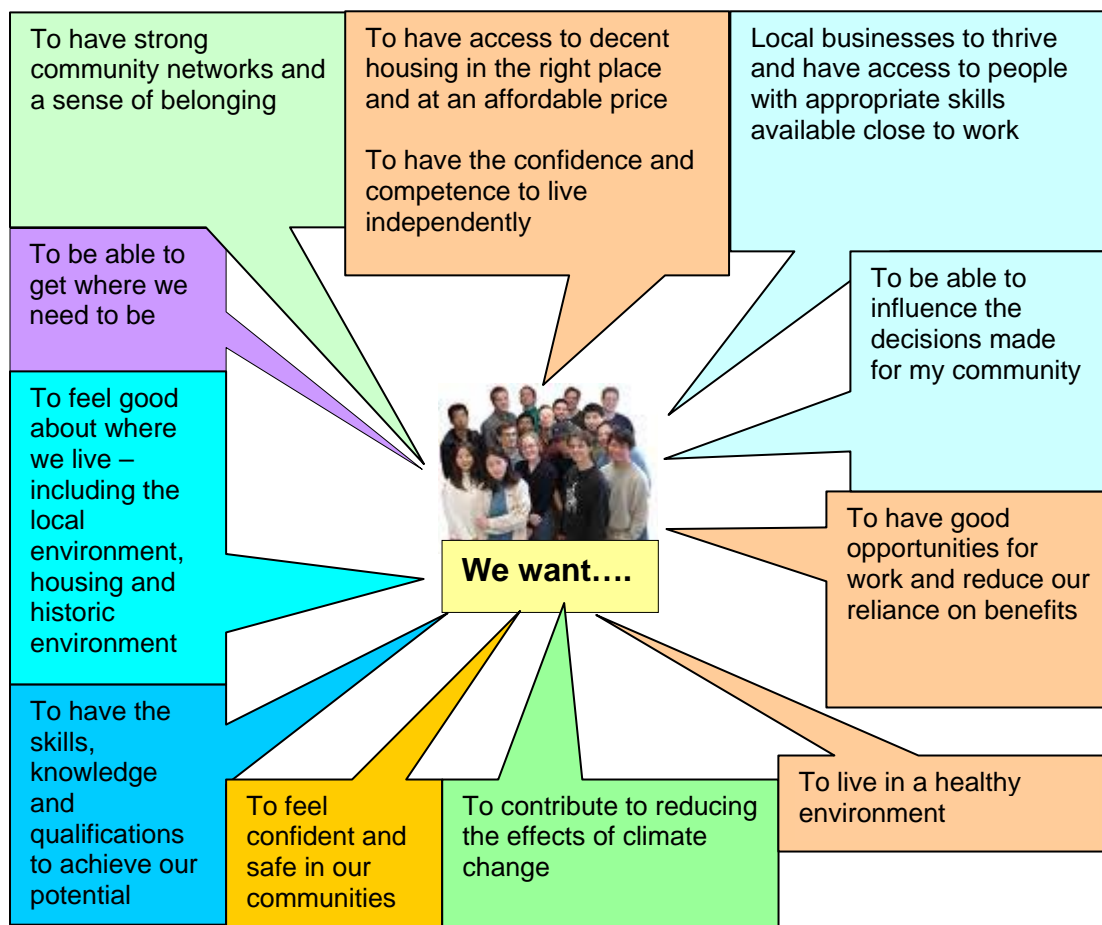 To have strong
community networks and
a sense of belonging
To have access to decent
housing in the right place
and at an affordable price
To have the confidence and
competence to live
independently
Local businesses to thrive
and have access to people
with appropriate skills
available close to work
To be able to
get where we
need to be
To be able to
influence the
decisions made
for my community
To feel good
about where
we live –
including the
local
environment,
housing and
historic
environment
We want….
To have good
opportunities for
work and reduce our
reliance on benefits
To have the
skills,
knowledge
and
qualifications
to achieve our
potential
To feel
confident and
safe in our
communities
To contribute to reducing
the effects of climate
change
To live in a healthy
environment